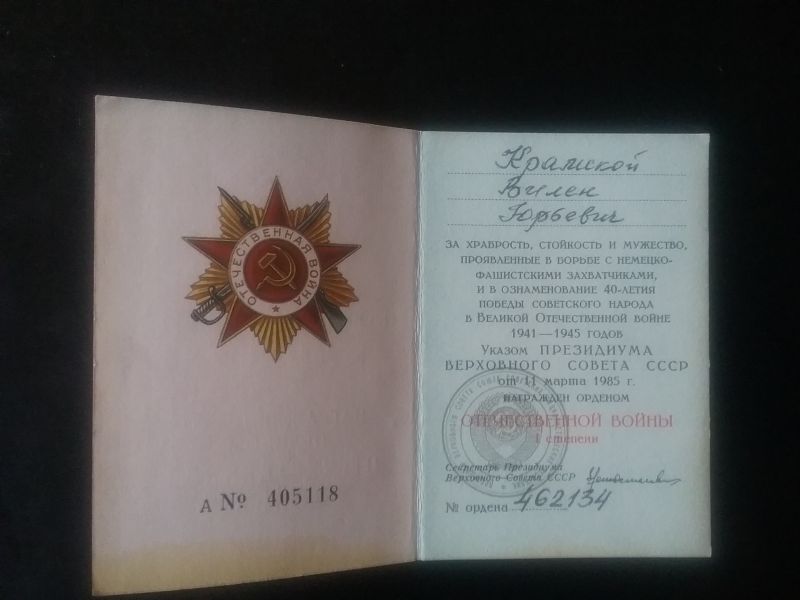 ОТЕЧЕСТВЕННАЯ ВОЙНА
А № 405118
Крамской
Вилен
Юрьевич
ЗА ХРАБРОСТЬ, СТОЙКОСТЬ И МУЖЕСТВО,
ПРОЯВЛЕННЫЕ В БОРЬБЕ С НЕМЕЦКО-
ФАШИСТСКИМИ ЗАХВАТЧИКАМИ,
И В ОЗНАМЕНОВАНИЕ 40-ЛЕТИЯ
ПОБЕДЫ СОВЕТСКОГО НАРОДА
В ВЕЛИКОЙ ОТЕЧЕСТВЕННОЙ ВОЙНЕ
1941—1945 ГОДОВ
УКАЗОМ ПРЕЗИДИУМА
ВЕРХОВНОГО СОВЕТА СССР
от 11 марта 1985 г.
НАГРАЖДЕН ОРДЕНОМ
ОТЕЧЕСТВЕННОЙ ВОЙНЫ
I степени
Секретарь Президиума
Верховного Совета СССР
№ ордена 462134